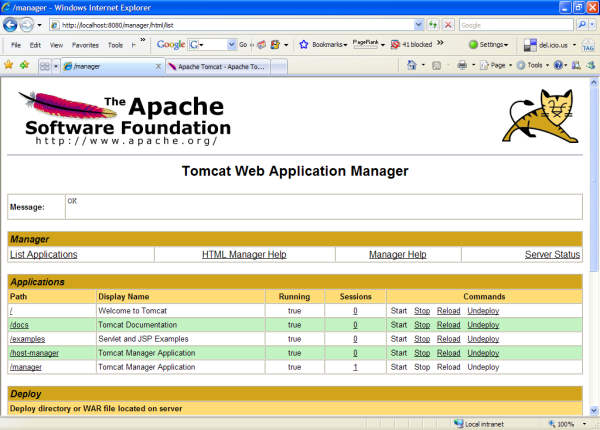 /manager - Windows Internet Explorer
http://localhost:8080/manager/html/list
Google
File Edit View Favorites Tools H »
Google G Go Bookmarks PageRank 41 blocked » Settings del.icio.us TAG
/manager Apache Tomcat - Apache To... Page Tools »
The Apache
Software Foundation
http://www.apache.org/
Tomcat Web Application Manager
Message: OK
Manager
List Applications HTML Manager Help Manager Help Server Status
Applications
Path Display Name Running Sessions Commands
/ Welcome to Tomcat true 0 Start Stop Reload Undeploy
/docs Tomcat Documentation true 0 Start Stop Reload Undeploy
/examples Servlet and JSP Examples true 0 Start Stop Reload Undeploy
/host-manager Tomcat Manager Application true 0 Start Stop Reload Undeploy
/manager Tomcat Manager Application true 1 Start Stop Reload Undeploy
Deploy
Deploy directory or WAR file located on server
Local intranet 100%